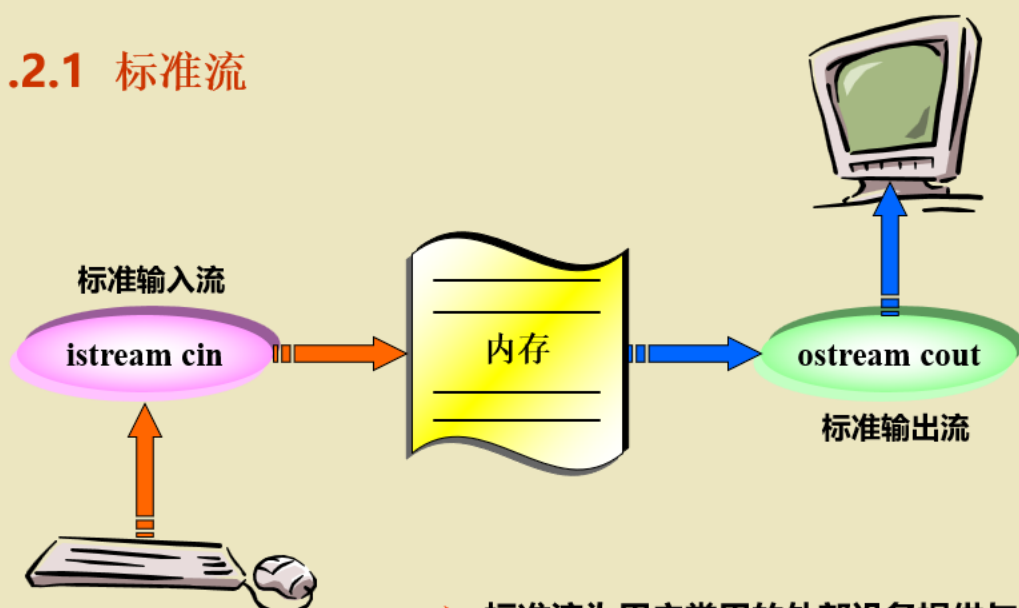 .2.1 标准流
标准输入流
istream cin
内存
ostream cout
标准输出流